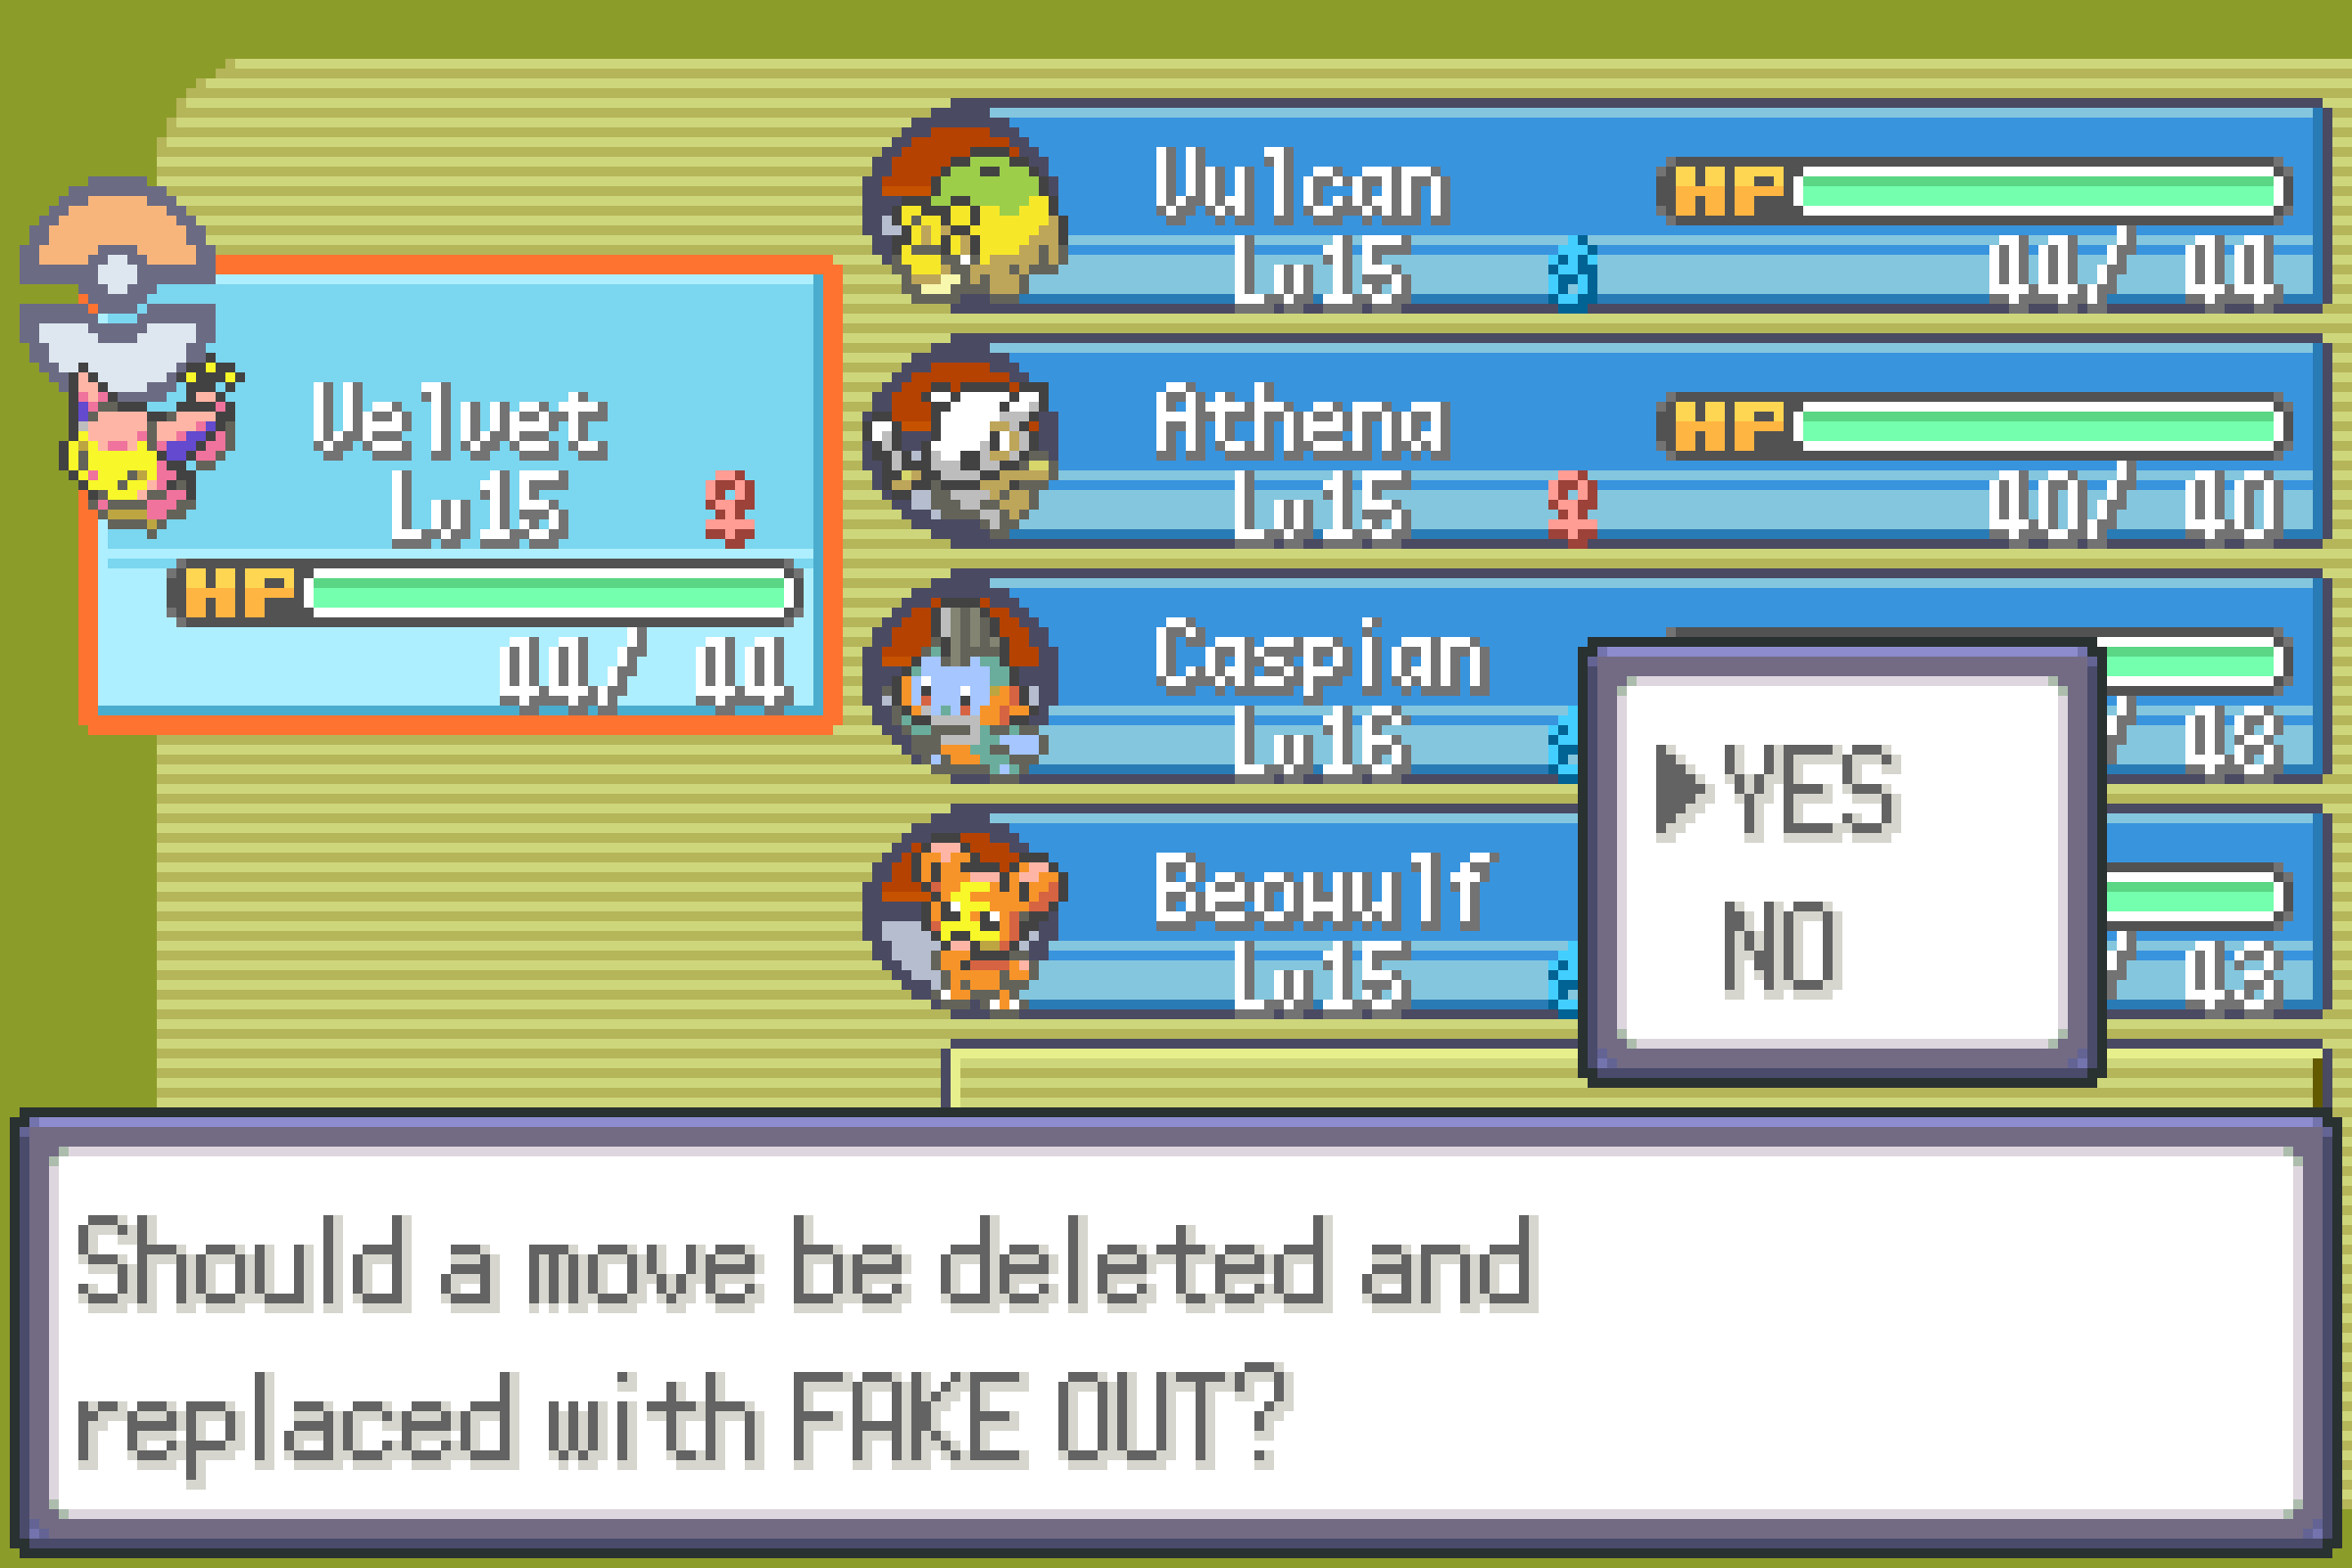 Velvet
Lv15 ♀
HP
44/ 44
Vulcan HP
Lv15 ♂ 44/ 44
Athena HP
Lv15 ♀ 40/ 40
Caspian
Lv16 / 48
Beowulf
Lv15 / 43
▶YES
NO
Should a move be deleted and
replaced with FAKE OUT?